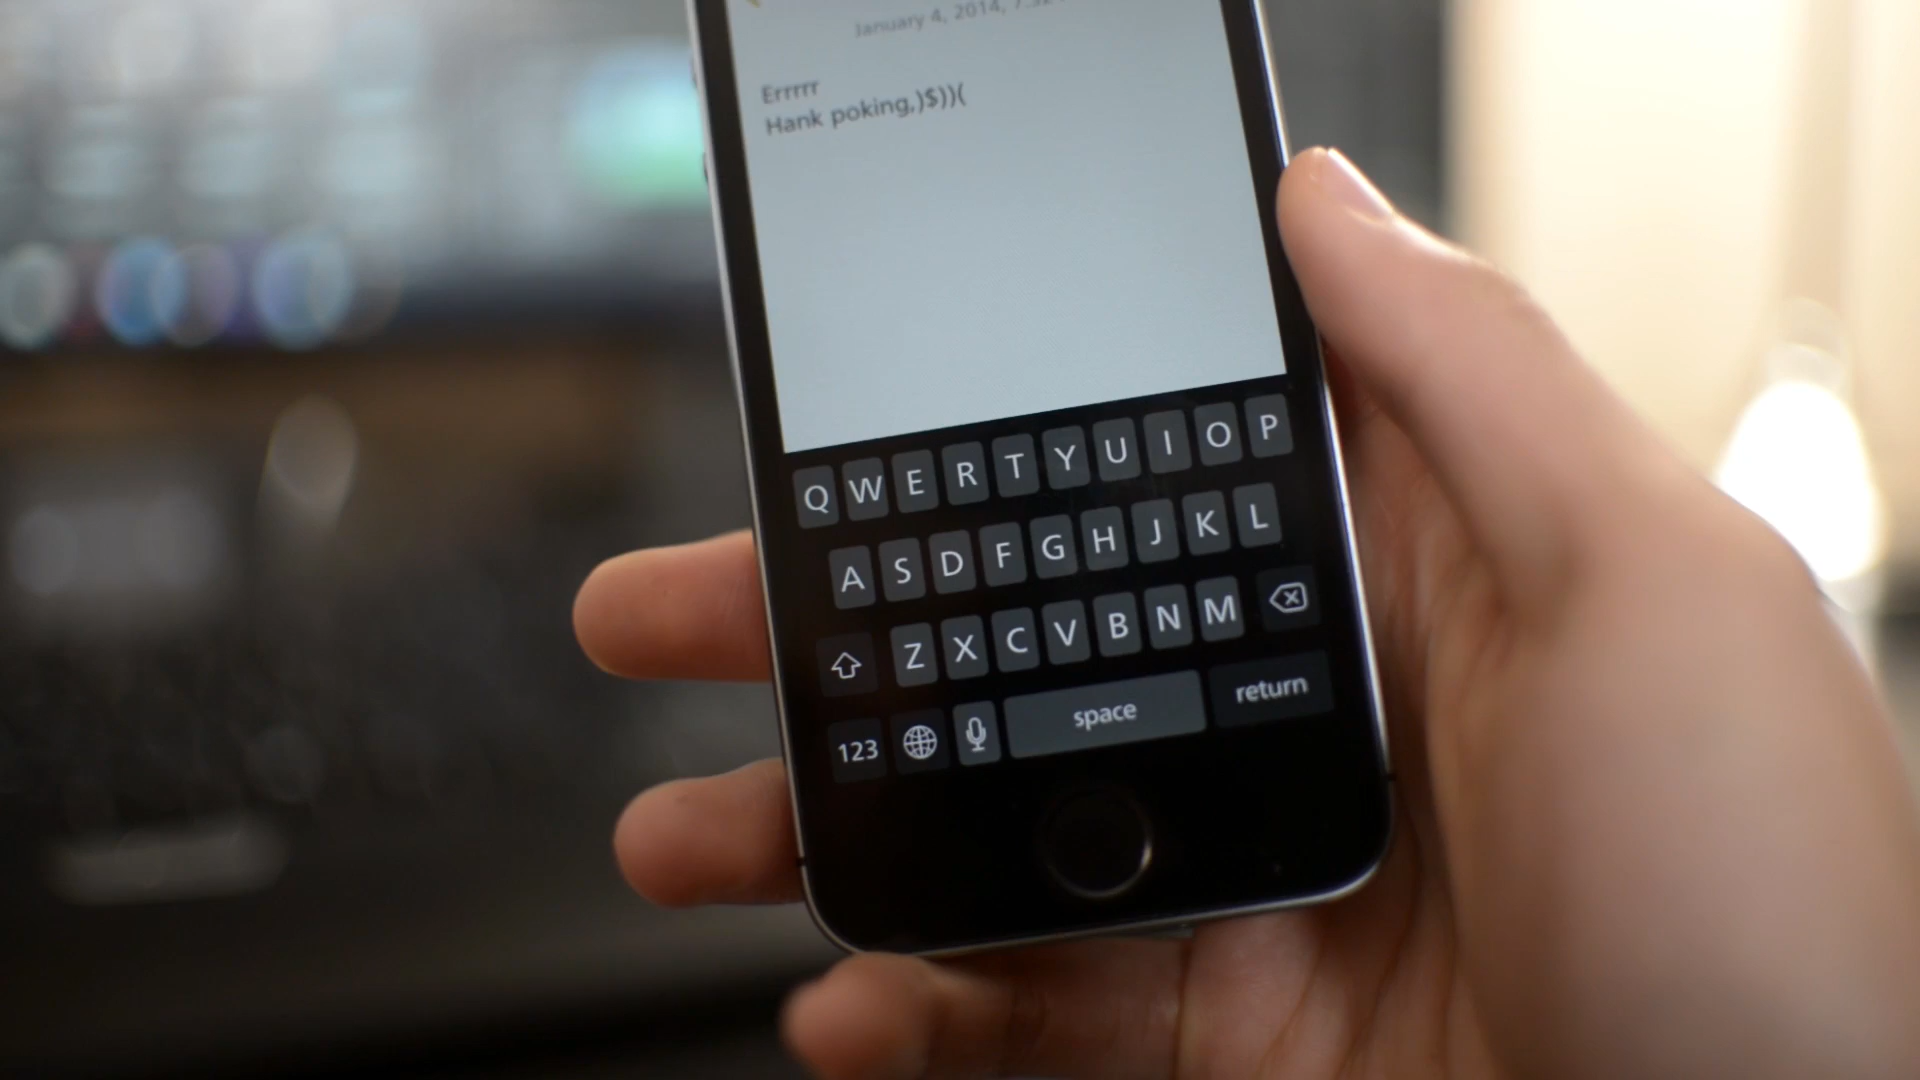 January 4, 2014,
Errrrr
Hank poking,)$))(
Q W E R T Y U I O P
A S D F G H J K L
Z X C V B N M
123 space return